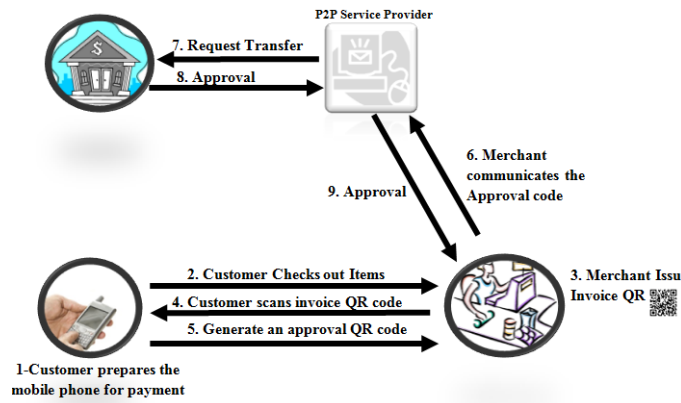 P2P Service Provider
7. Request Transfer
8. Approval
6. Merchant
communicates the
Approval code
9. Approval
2. Customer Checks out Items
3. Merchant Issu
Invoice QR
4. Customer scans invoice QR code
5. Generate an approval QR code
1-Customer prepares the
mobile phone for payment